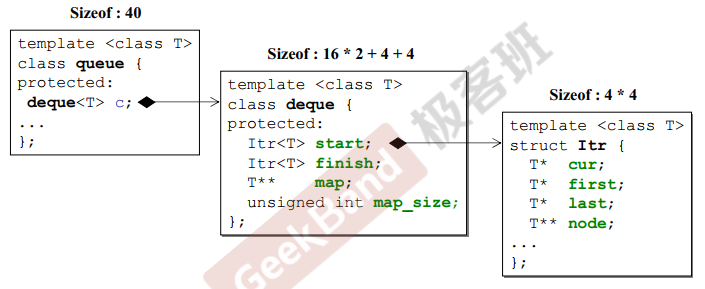 Sizeof : 40
template <class T>
class queue {
protected:
deque<T> c;
...
};
Sizeof : 16 * 2 + 4 + 4
template <class T>
class deque {
protected:
Itr<T> start;
Itr<T> finish;
T** map;
unsigned int map_size;
};
Sizeof : 4 * 4
template <class T>
struct Itr {
T* cur;
T* first;
T* last;
T** node;
...
};
GeekBand 极客班